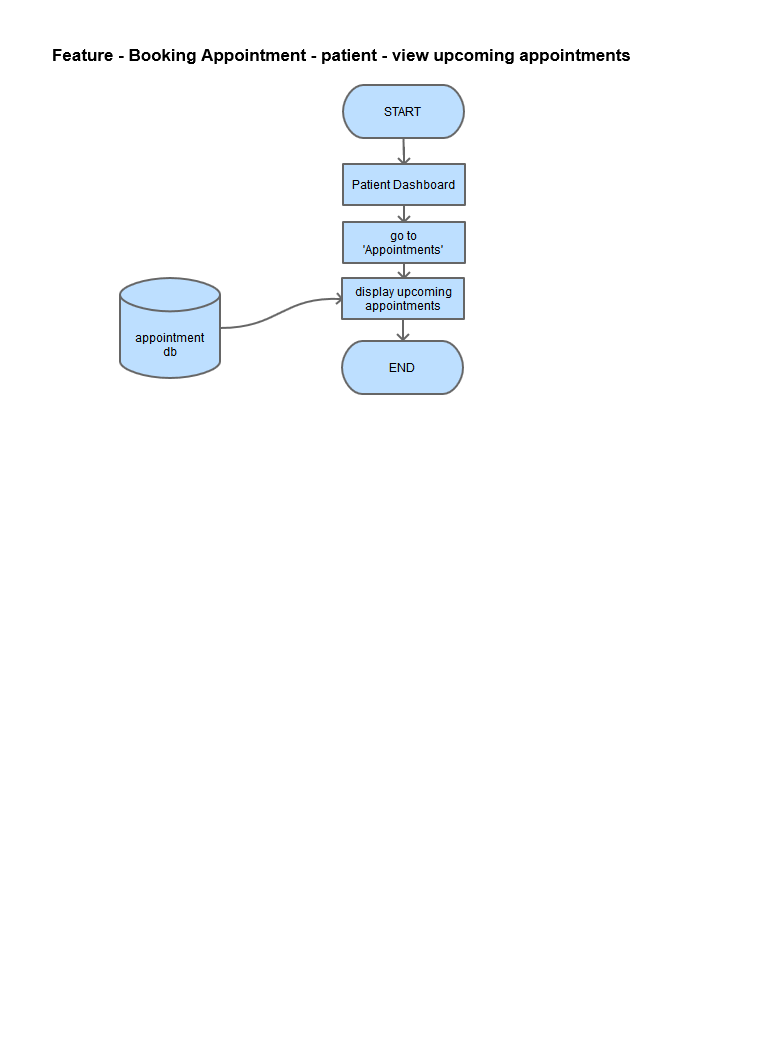 Feature - Booking Appointment - patient - view upcoming appointments
START
Patient Dashboard
go to
'Appointments'
display upcoming
appointments
appointment
db
END